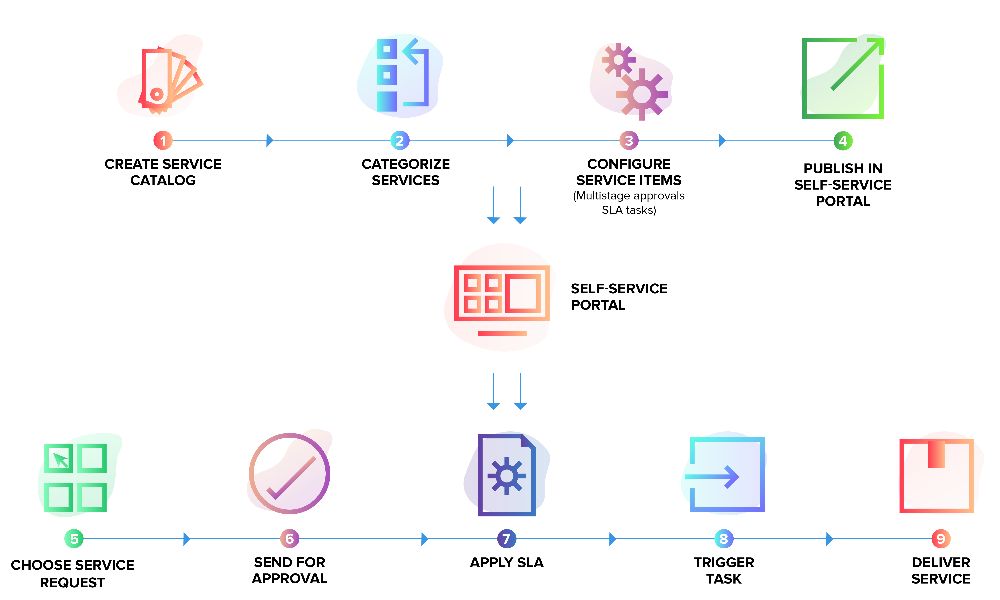 1
2
3
4
CREATE SERVICE
CATALOG
CATEGORIZE
SERVICES
CONFIGURE
SERVICE ITEMS
(Multistage approvals
SLA tasks)
PUBLISH IN
SELF-SERVICE
PORTAL
SELF-SERVICE
PORTAL
5
6
7
8
9
CHOOSE SERVICE
REQUEST
SEND FOR
APPROVAL
APPLY SLA
TRIGGER
TASK
DELIVER
SERVICE